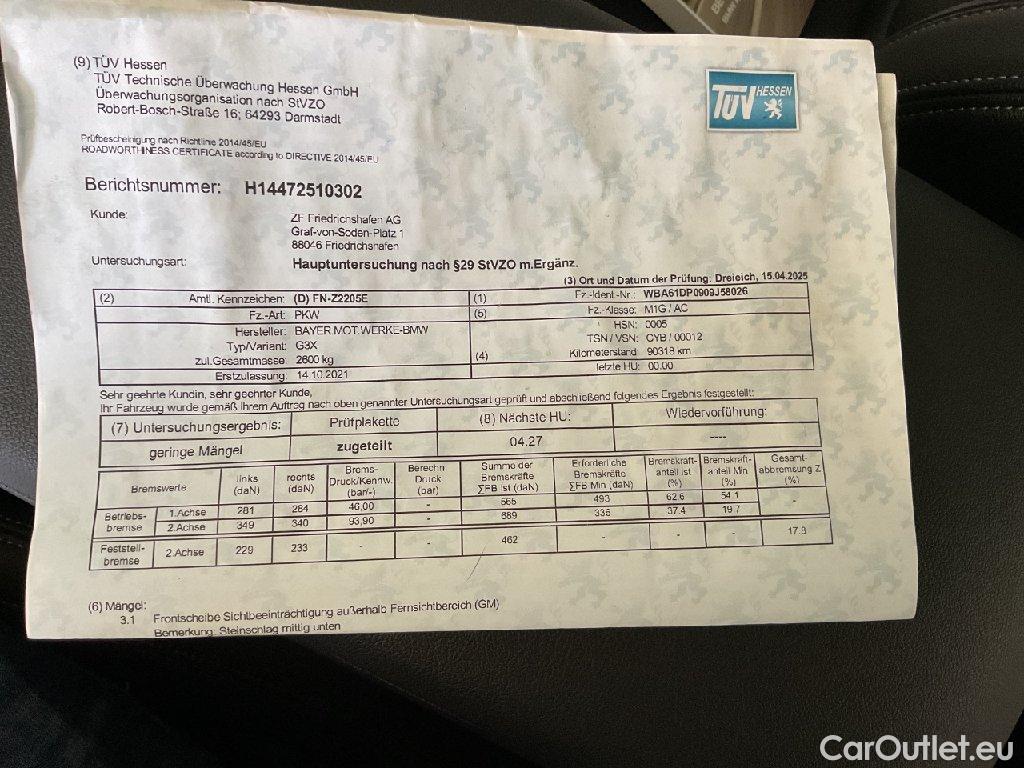 (9) TÜV Hessen
TÜV Technische Überwachung Hessen GmbH
Überwachungsorganisation nach StVZO
Robert-Bosch-Straße 16; 64293 Darmstadt
TÜV HESSEN
Prüfbescheinigung nach Richtlinie 2014/45/EU
ROADWORTHINESS CERTIFICATE according to DIRECTIVE 2014/45/EU
Berichtsnummer: H14472510302
Kunde: ZF Friedrichshafen AG
Graf-von-Soden-Platz 1
88046 Friedrichshafen
Untersuchungsart: Hauptuntersuchung nach §29 StVZO m.Ergänz.
(3) Ort und Datum der Prüfung: Dreieich, 15.04.2025
(2) Amtl. Kennzeichen: (D) FN-Z2205E (1) Fz.-Ident-Nr.: WBA61DP0909J58026
Fz.-Art: PKW (5) Fz.-Klasse: M1G / AC
Hersteller: BAYER.MOT.WERKE-BMW HSN: 0005
Typ/Variant: G3X TSN / VSN: CYB / 00012
zul.Gesamtmasse: 2600 kg (4) Kilometerstand: 90318 km
Erstzulassung: 14.10.2021 letzte HU: 00.00
Sehr geehrte Kundin, sehr geehrter Kunde,
Ihr Fahrzeug wurde gemäß Ihrem Auftrag nach oben genannter Untersuchungsart geprüft und abschließend folgendes Ergebnis festgestellt:
(7) Untersuchungsergebnis: Prüfplakette (8) Nächste HU: Wiedervorführung:
geringe Mängel zugeteilt 04.27 ----
Bremswerte links (daN) rechts (daN) Brems-Druck/Kennw. (bar/-) Berechn Druck (bar) Summe der Bremskräfte ∑FB ist (daN) Erforderliche Bremskräfte ∑FB Min (daN) Bremskraft-anteil ist (%) Bremskraft-anteil Min (%) Gesamt-abbremsung Z (%)
Betriebs-bremse 1.Achse 281 284 46,00 - 565 493 62.6 54.1 -
2.Achse 349 340 93,90 - 689 335 37.4 19.7
Feststell-bremse 2.Achse 229 233 - - 462 - - - 17.3
(6) Mängel:
3.1 Frontscheibe Sichtbeeinträchtigung außerhalb Fernsichtbereich (GM)
Bemerkung: Steinschlag mittig unten
CarOutlet.eu